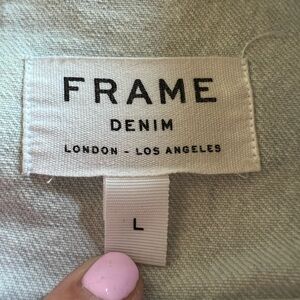 FRAME
DENIM
LONDON - LOS ANGELES
L